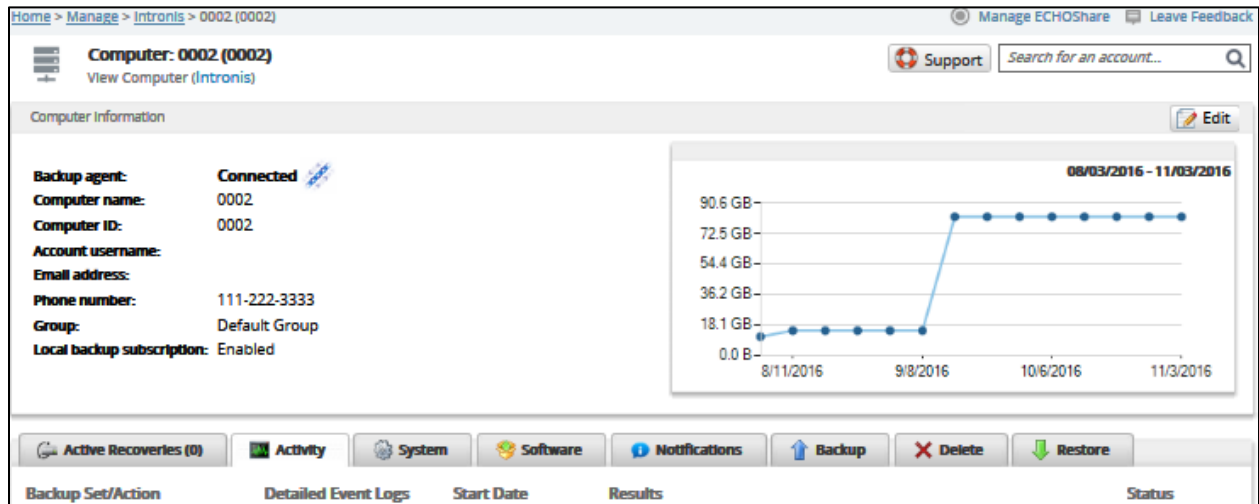 Home > Manage > Intronis > 0002 (0002)
Manage ECHOShare
Leave Feedback
Computer: 0002 (0002)
View Computer (Intronis)
Support
Search for an account...
Computer Information
Edit
Backup agent: Connected
Computer name: 0002
Computer ID: 0002
Account username:
Email address:
Phone number: 111-222-3333
Group: Default Group
Local backup subscription: Enabled
08/03/2016 - 11/03/2016
90.6 GB
72.5 GB
54.4 GB
36.2 GB
18.1 GB
0.0 B
8/11/2016 9/8/2016 10/6/2016 11/3/2016
Active Recoveries (0) Activity System Software Notifications Backup Delete Restore
Backup Set/Action Detailed Event Logs Start Date Results Status